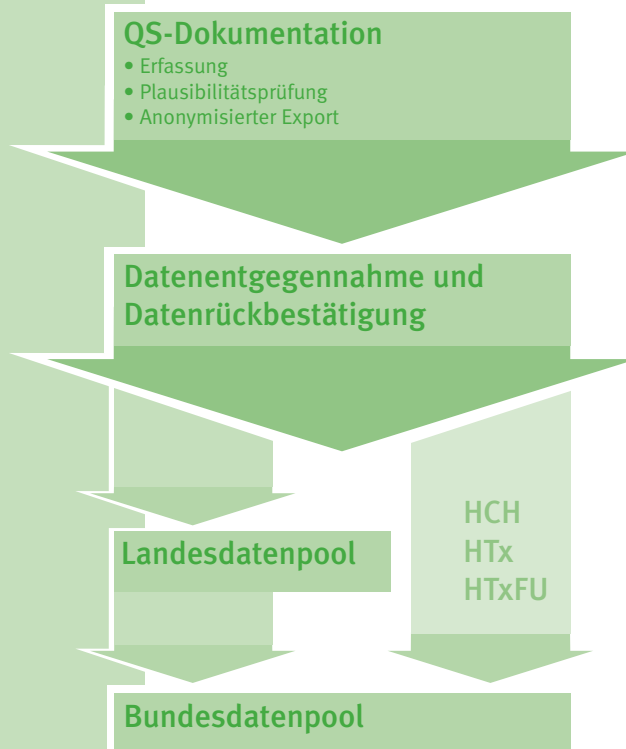 QS-Dokumentation
• Erfassung
• Plausibilitätsprüfung
• Anonymisierter Export
Datenentgegennahme und
Datenrückbestätigung
HCH
HTx
HTxFU
Landesdatenpool
Bundesdatenpool